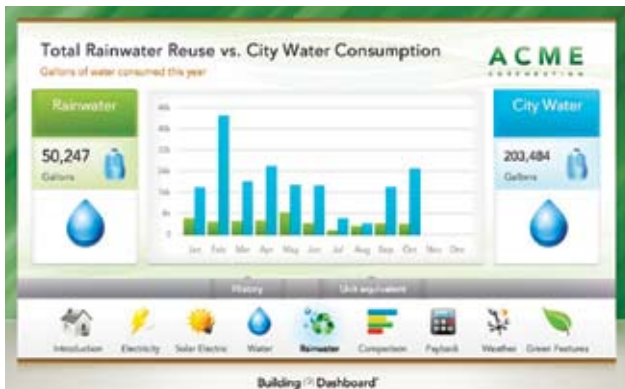 Total Rainwater Reuse vs. City Water Consumption
Gallons of water consumed this year
ACME
CORPORATION
Rainwater
50,247
Gallons
City Water
203,484
Gallons
Jan Feb Mar Apr May Jun Jul Aug Sep Oct Nov Dec
History Unit equivalent
Introduction Electricity Solar Electric Water Rainwater Comparison Payback Weather Green Features
Building Dashboard